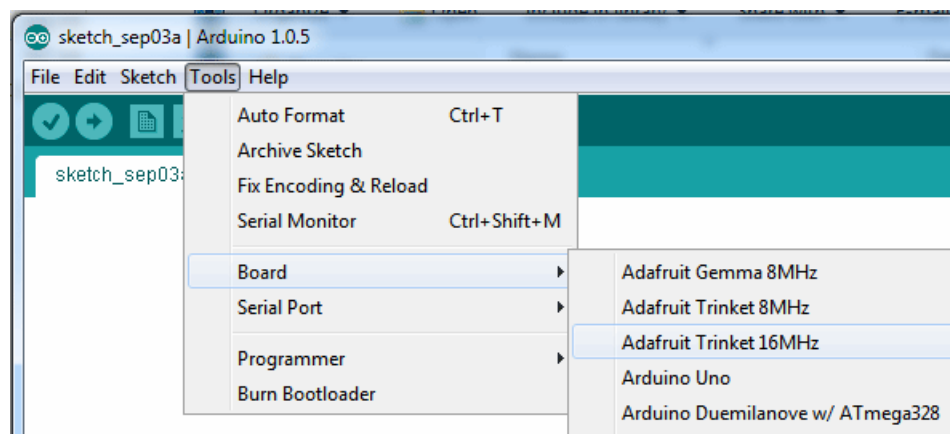 sketch_sep03a | Arduino 1.0.5
File Edit Sketch Tools Help
Auto Format Ctrl+T
Archive Sketch
sketch_sep03a
Fix Encoding & Reload
Serial Monitor Ctrl+Shift+M
Board
Serial Port
Programmer
Burn Bootloader
Adafruit Gemma 8MHz
Adafruit Trinket 8MHz
Adafruit Trinket 16MHz
Arduino Uno
Arduino Duemilanove w/ ATmega328